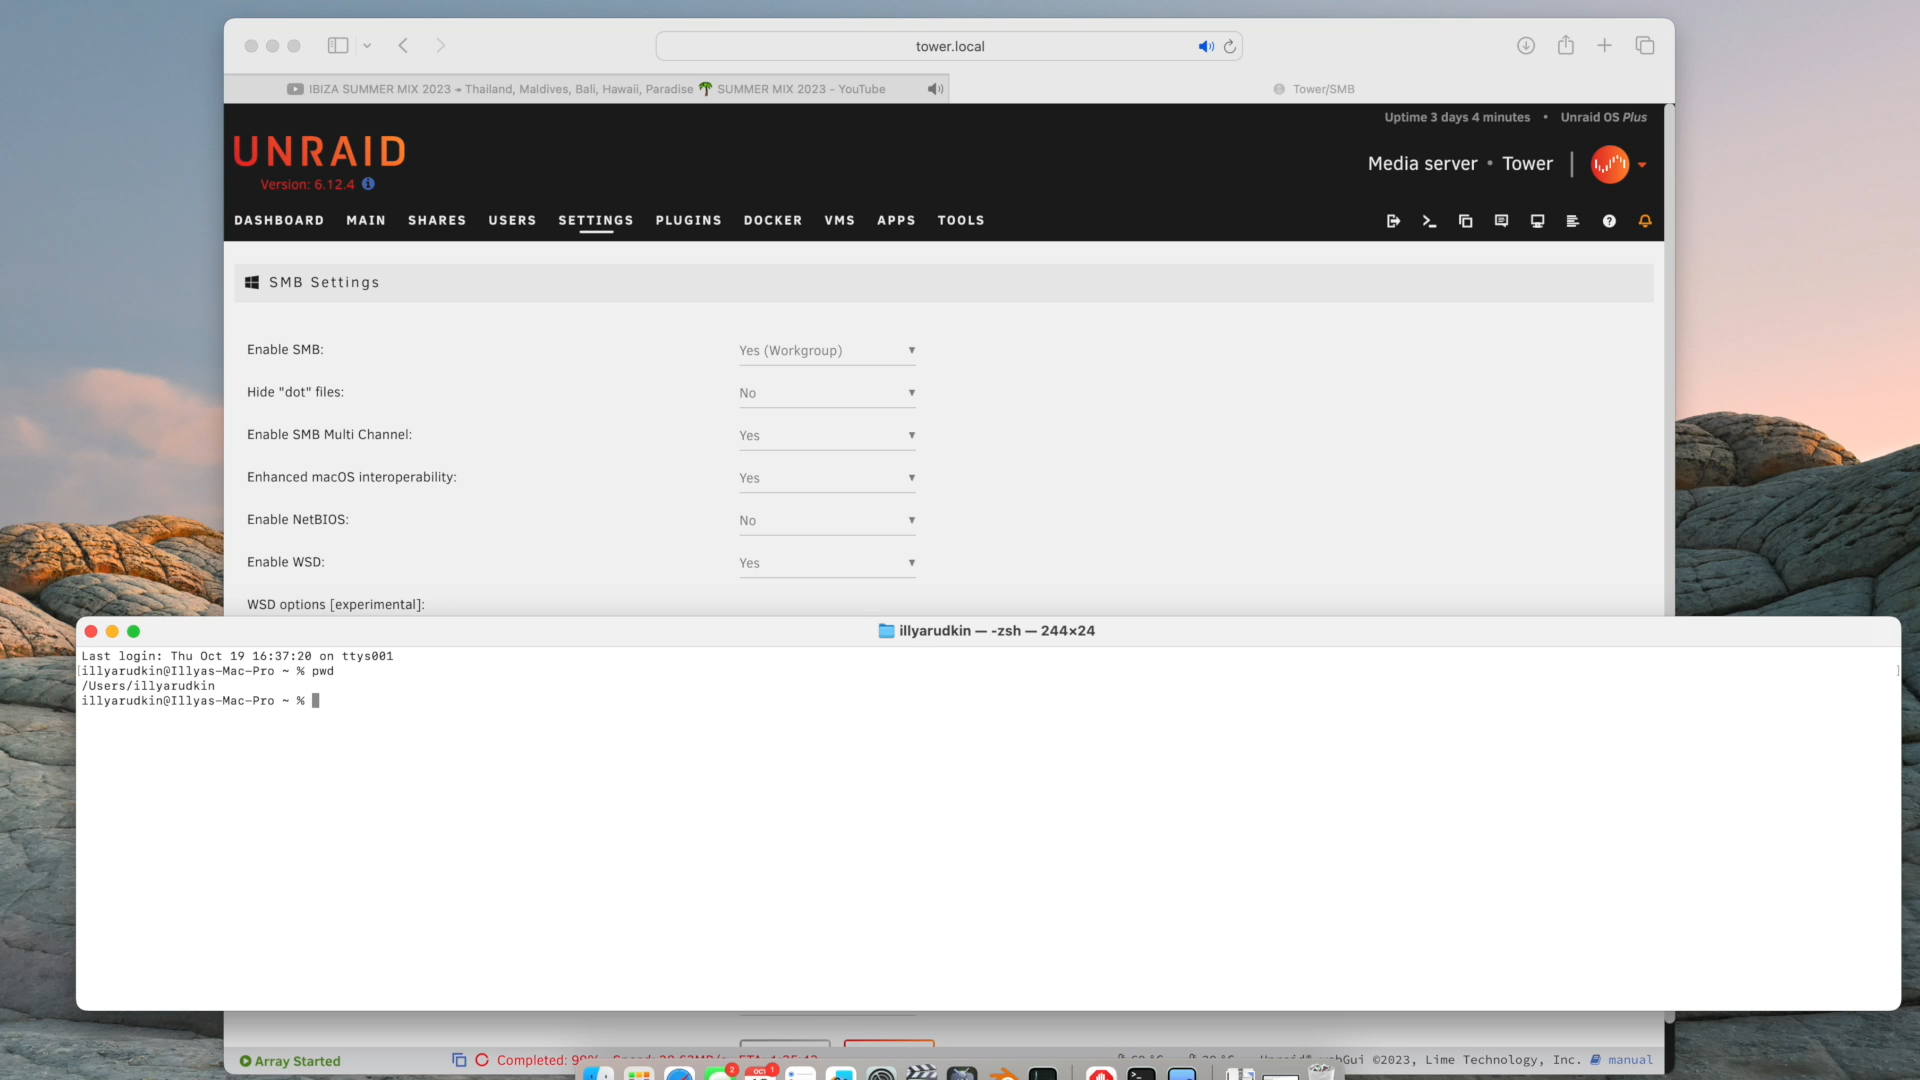 tower.local
IBIZA SUMMER MIX 2023 Thailand, Maldives, Bali, Hawaii, Paradise 🌴 SUMMER MIX 2023 - YouTube
Tower/SMB
Uptime 3 days 4 minutes • Unraid OS Plus
UNRAID
Media server • Tower
Version: 6.12.4
DASHBOARD MAIN SHARES USERS SETTINGS PLUGINS DOCKER VMS APPS TOOLS
SMB Settings
Enable SMB: Yes (Workgroup)
Hide "dot" files: No
Enable SMB Multi Channel: Yes
Enhanced macOS interoperability: Yes
Enable NetBIOS: No
Enable WSD: Yes
WSD options [experimental]:
illyarudkin — -zsh — 244×24
Last login: Thu Oct 19 16:37:20 on ttys001
[illyarudkin@Illyas-Mac-Pro ~ % pwd ]
/Users/illyarudkin
illyarudkin@Illyas-Mac-Pro ~ %
Array Started
Completed:
©2023, Lime Technology, Inc. manual
2
OCT 1